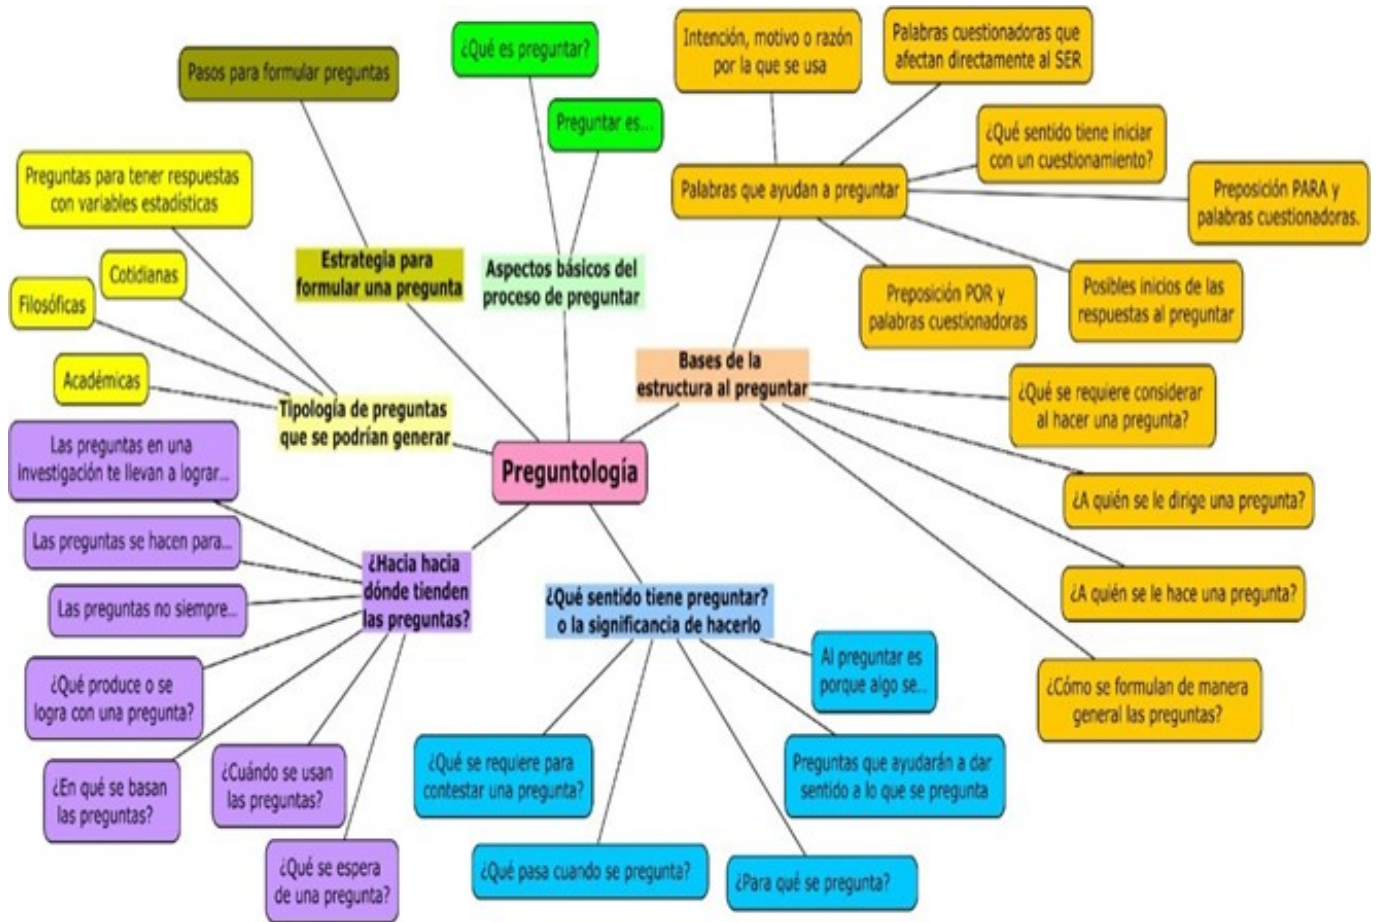 ¿Qué es preguntar?
Intención, motivo o razón
por la que se usa
Palabras cuestionadoras que
afectan directamente al SER
Pasos para formular preguntas
Preguntar es...
¿Qué sentido tiene iniciar
con un cuestionamiento?
Preguntas para tener respuestas
con variables estadísticas
Palabras que ayudan a preguntar
Preposición PARA y
palabras cuestionadoras.
Estrategia para
formular una pregunta
Aspectos básicos del
proceso de preguntar
Cotidianas
Filosóficas
Preposición POR y
palabras cuestionadoras
Posibles inicios de las
respuestas al preguntar
Académicas
Bases de la
estructura al preguntar
¿Qué se requiere considerar
al hacer una pregunta?
Tipología de preguntas
que se podrían generar
Las preguntas en una
investigación te llevan a lograr...
Preguntología
¿A quién se le dirige una pregunta?
Las preguntas se hacen para...
¿Hacia hacia
dónde tienden
las preguntas?
¿Qué sentido tiene preguntar?
o la significancia de hacerlo
¿A quién se le hace una pregunta?
Las preguntas no siempre...
Al preguntar es
porque algo se...
¿Qué produce o se
logra con una pregunta?
¿Cómo se formulan de manera
general las preguntas?
¿En qué se basan
las preguntas?
¿Cuándo se usan
las preguntas?
¿Qué se requiere para
contestar una pregunta?
Preguntas que ayudarán a dar
sentido a lo que se pregunta
¿Qué se espera
de una pregunta?
¿Qué pasa cuando se pregunta?
¿Para qué se pregunta?